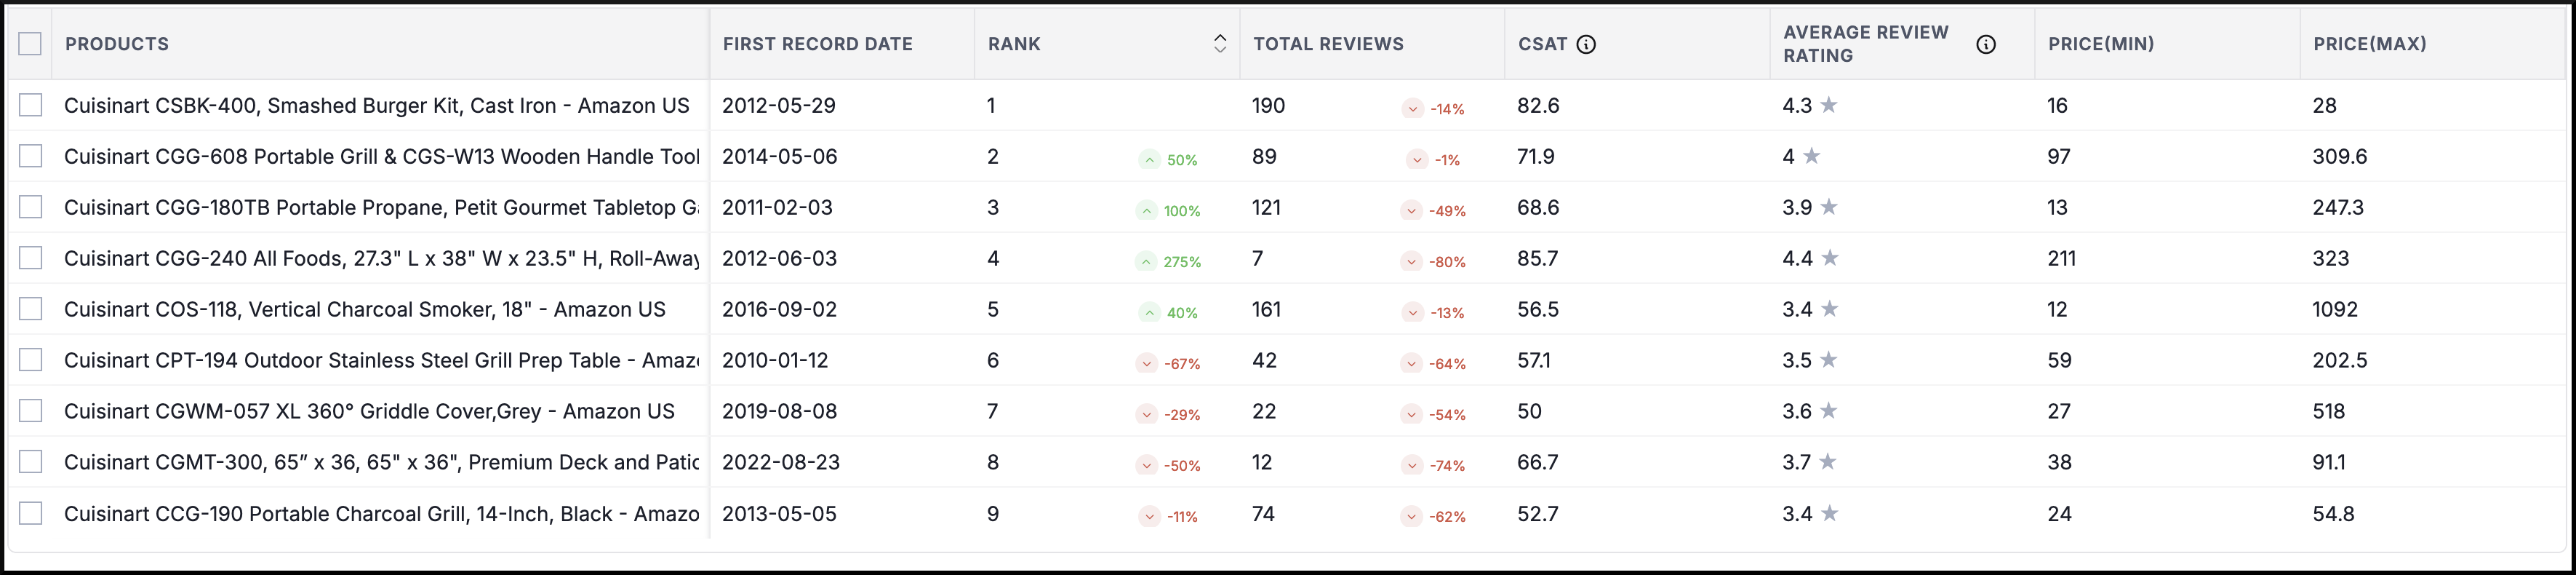 PRODUCTS FIRST RECORD DATE RANK TOTAL REVIEWS CSAT AVERAGE REVIEW RATING PRICE(MIN) PRICE(MAX)
Cuisinart CSBK-400, Smashed Burger Kit, Cast Iron - Amazon US 2012-05-29 1 190 -14% 82.6 4.3 ★ 16 28
Cuisinart CGG-608 Portable Grill & CGS-W13 Wooden Handle Tool 2014-05-06 2 50% 89 -1% 71.9 4 ★ 97 309.6
Cuisinart CGG-180TB Portable Propane, Petit Gourmet Tabletop G 2011-02-03 3 100% 121 -49% 68.6 3.9 ★ 13 247.3
Cuisinart CGG-240 All Foods, 27.3" L x 38" W x 23.5" H, Roll-Away 2012-06-03 4 275% 7 -80% 85.7 4.4 ★ 211 323
Cuisinart COS-118, Vertical Charcoal Smoker, 18" - Amazon US 2016-09-02 5 40% 161 -13% 56.5 3.4 ★ 12 1092
Cuisinart CPT-194 Outdoor Stainless Steel Grill Prep Table - Amaz 2010-01-12 6 -67% 42 -64% 57.1 3.5 ★ 59 202.5
Cuisinart CGWM-057 XL 360° Griddle Cover,Grey - Amazon US 2019-08-08 7 -29% 22 -54% 50 3.6 ★ 27 518
Cuisinart CGMT-300, 65” x 36, 65" x 36", Premium Deck and Patio 2022-08-23 8 -50% 12 -74% 66.7 3.7 ★ 38 91.1
Cuisinart CCG-190 Portable Charcoal Grill, 14-Inch, Black - Amazo 2013-05-05 9 -11% 74 -62% 52.7 3.4 ★ 24 54.8